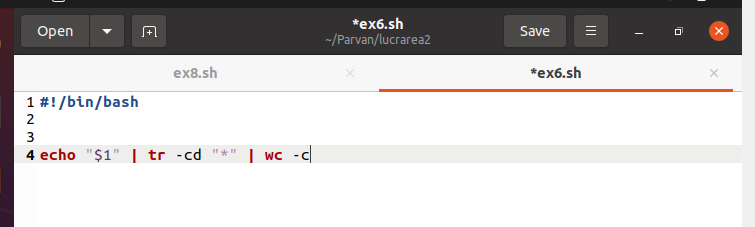 Open
*ex6.sh
~/Parvan/lucrarea2
Save
ex8.sh
*ex6.sh
1 #!/bin/bash
2
3
4 echo "$1" | tr -cd "*" | wc -c